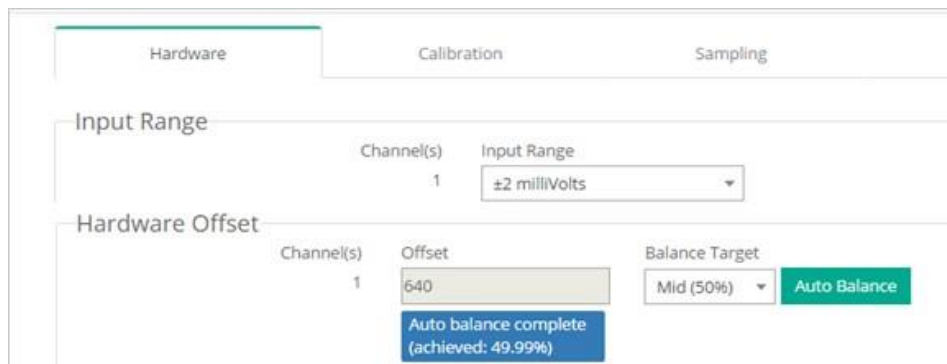 Hardware Calibration Sampling
Input Range
Channel(s) Input Range
1 ±2 milliVolts
Hardware Offset
Channel(s) Offset Balance Target
1 640 Mid (50%) Auto Balance
Auto balance complete
(achieved: 49.99%)